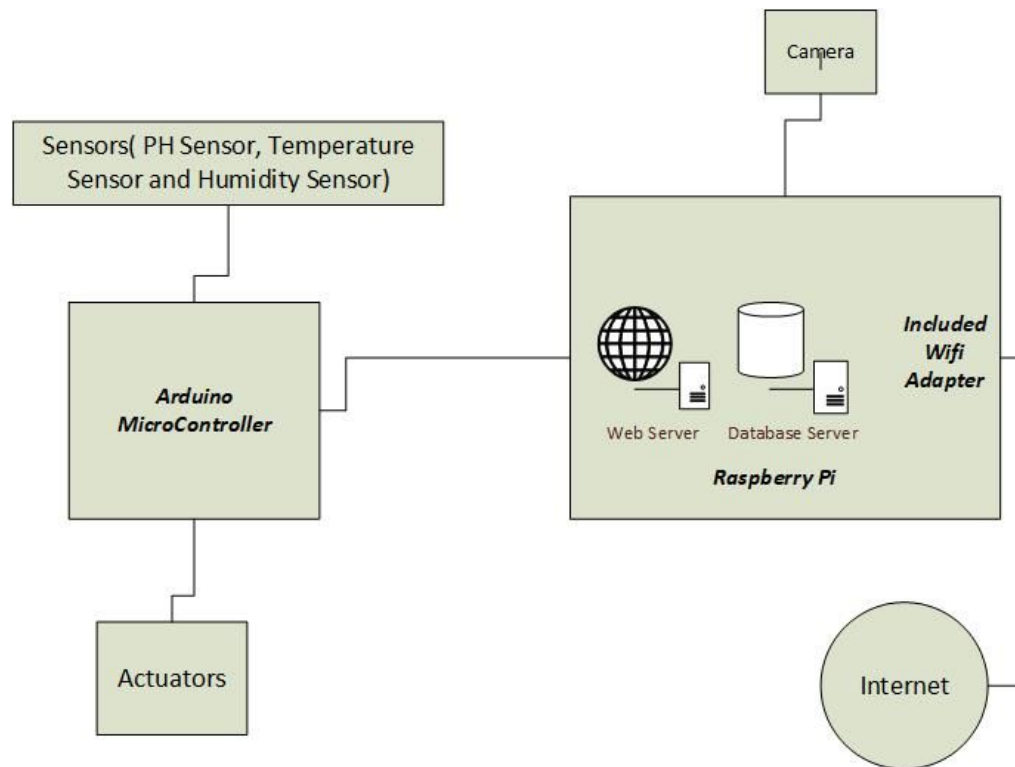 Camera
Sensors( PH Sensor, Temperature
Sensor and Humidity Sensor)
Arduino
MicroController
Included
Wifi
Adapter
Web Server
Database Server
Raspberry Pi
Actuators
Internet